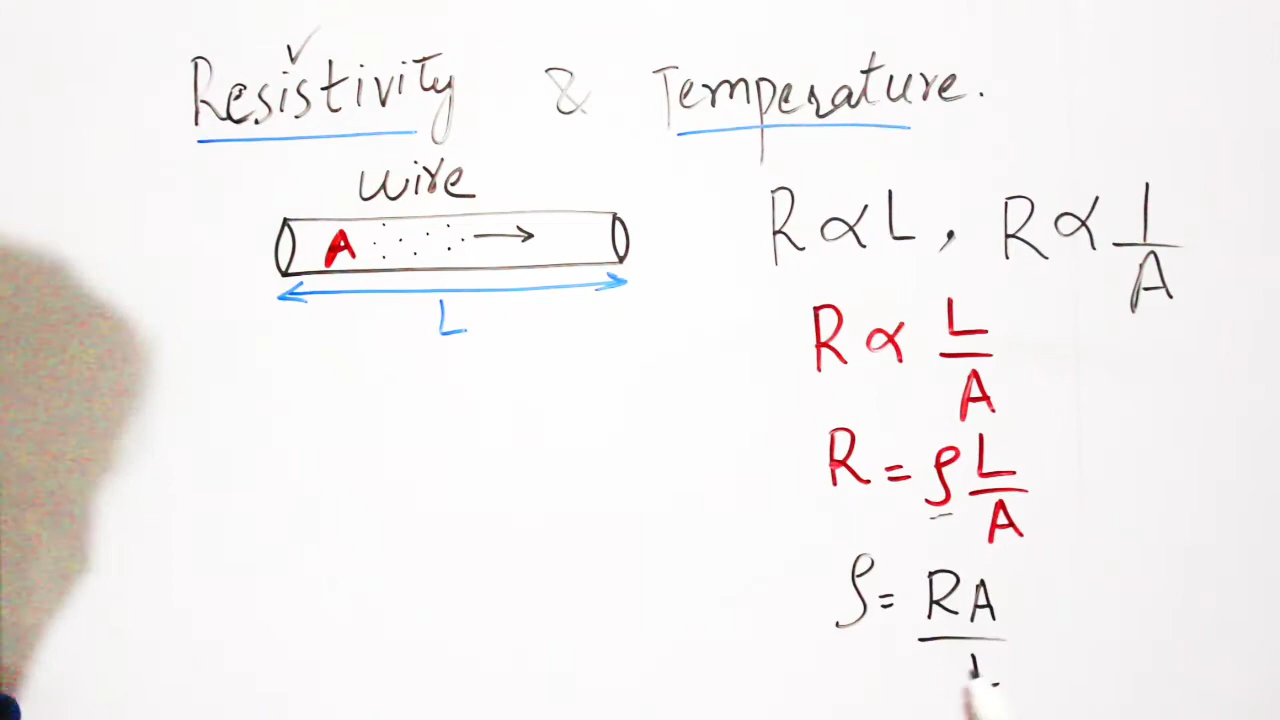 Resistivity & Temperature.
wire
A
L
R ∝ L, R ∝ 1/A
R ∝ L/A
R = ρ L/A
ρ = RA/L